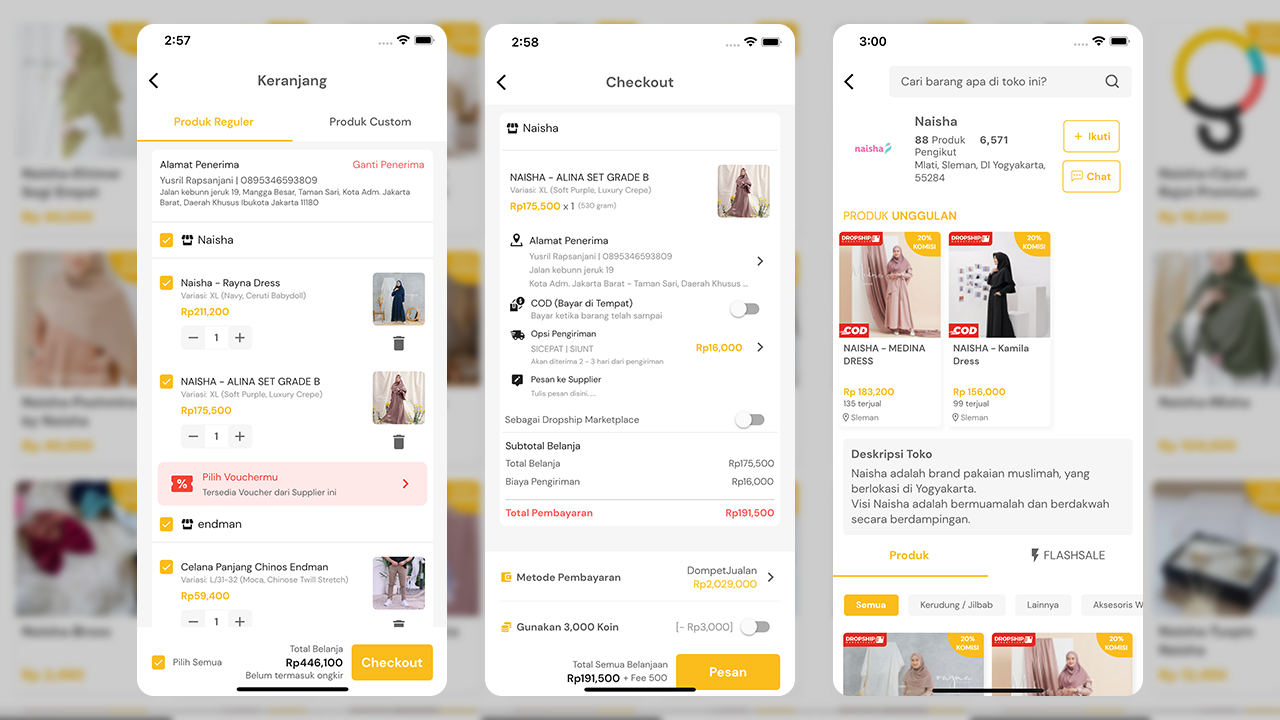 2:57
Keranjang
Produk Reguler
Produk Custom
Alamat Penerima
Ganti Penerima
Yusril Rapsanjani | 0895346593809
Jalan kebunn jeruk 19, Mangga Besar, Taman Sari, Kota Adm. Jakarta
Barat, Daerah Khusus Ibukota Jakarta 11180
Naisha
Naisha - Rayna Dress
Variasi: XL (Navy, Ceruti Babydoll)
Rp211,200
1
NAISHA - ALINA SET GRADE B
Variasi: XL (Soft Purple, Luxury Crepe)
Rp175,500
1
Pilih Vouchermu
Tersedia Voucher dari Supplier ini
endman
Celana Panjang Chinos Endman
Variasi: L/31-32 (Moca, Chinose Twill Stretch)
Rp59,400
1
Pilih Semua
Total Belanja
Rp446,100
Belum termasuk ongkir
Checkout
2:58
Checkout
Naisha
NAISHA - ALINA SET GRADE B
Variasi: XL (Soft Purple, Luxury Crepe)
Rp175,500 x 1 (530 gram)
Alamat Penerima
Yusril Rapsanjani | 0895346593809
Jalan kebunn jeruk 19
Kota Adm. Jakarta Barat - Taman Sari, Daerah Khusus ...
COD (Bayar di Tempat)
Bayar ketika barang telah sampai
Opsi Pengiriman
SICEPAT | SIUNT
Rp16,000
Akan diterima 2 - 3 hari dari pengiriman
Pesan ke Supplier
Tulis pesan disini....
Sebagai Dropship Marketplace
Subtotal Belanja
Total Belanja Rp175,500
Biaya Pengiriman Rp16,000
Total Pembayaran Rp191,500
Metode Pembayaran
DompetJualan
Rp2,029,000
Gunakan 3,000 Koin [- Rp3,000]
Total Semua Belanjaan
Rp191,500 + Fee 500
Pesan
3:00
Cari barang apa di toko ini?
naisha
Naisha
88 Produk 6,571
Pengikut
Mlati, Sleman, DI Yogyakarta,
55284
+ Ikuti
Chat
PRODUK UNGGULAN
DROPSHIP
20%
KOMISI
COD
NAISHA - MEDINA
DRESS
Rp 183,200
135 terjual
Sleman
DROPSHIP
20%
KOMISI
COD
NAISHA - Kamila
Dress
Rp 156,000
99 terjual
Sleman
Deskripsi Toko
Naisha adalah brand pakaian muslimah, yang
berlokasi di Yogyakarta.
Visi Naisha adalah bermuamalah dan berdakwah
secara berdampingan.
Produk
FLASHSALE
Semua
Kerudung / Jilbab
Lainnya
Aksesoris W
DROPSHIP
20%
KOMISI
rayna
DROPSHIP
20%
KOMISI